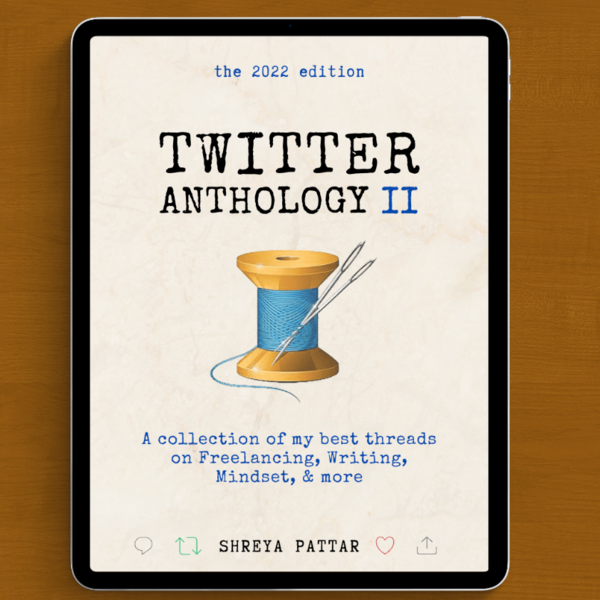 the 2022 edition
TWITTER
ANTHOLOGY II
A collection of my best threads
on Freelancing, Writing,
Mindset, & more
SHREYA PATTAR